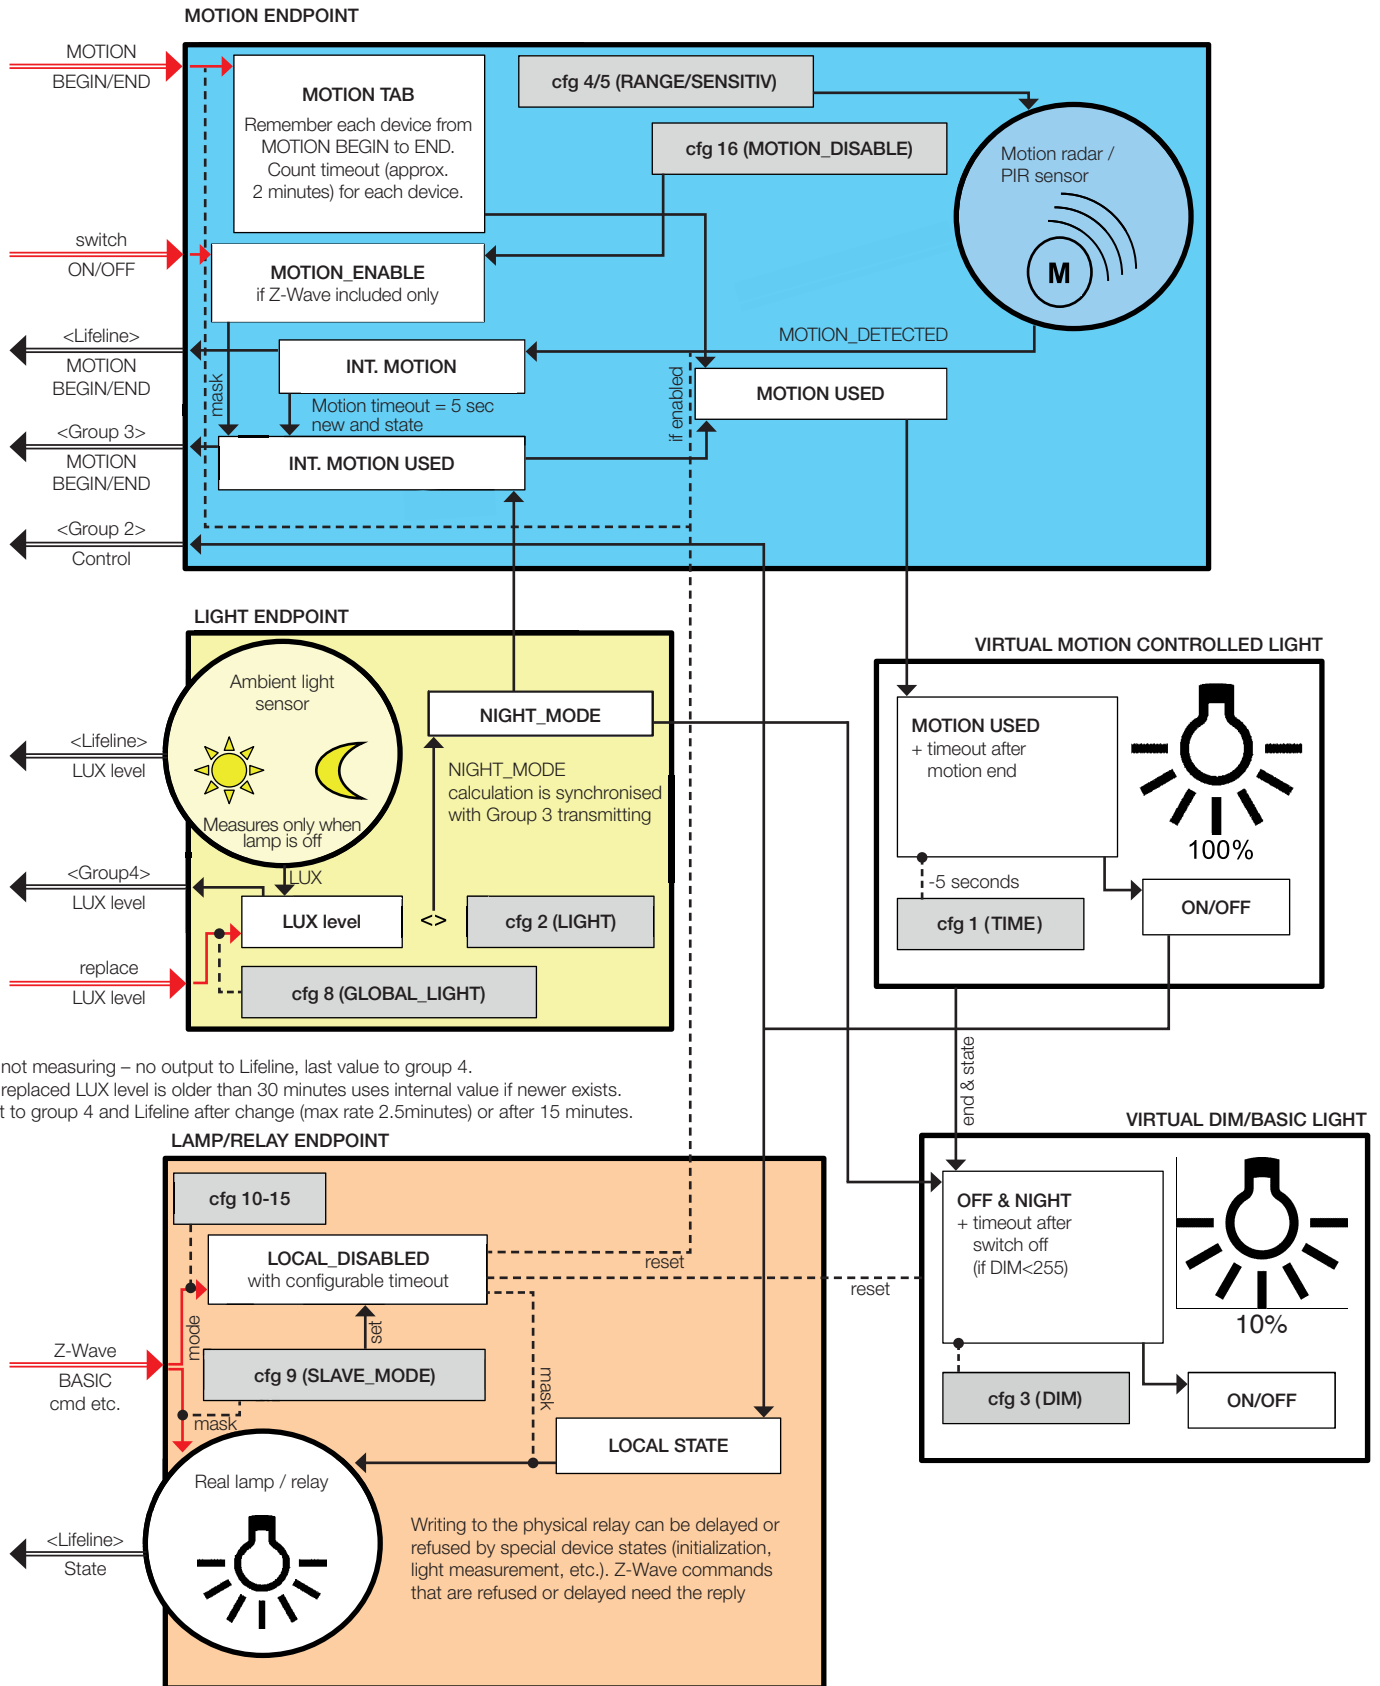 MOTION ENDPOINT
MOTION
BEGIN/END
MOTION TAB
Remember each device from
MOTION BEGIN to END.
Count timeout (approx.
2 minutes) for each device.
cfg 4/5 (RANGE/SENSITIV)
cfg 16 (MOTION_DISABLE)
Motion radar /
PIR sensor
M
switch
ON/OFF
MOTION_ENABLE
if Z-Wave included only
<Lifeline>
MOTION
BEGIN/END
mask
INT. MOTION
MOTION_DETECTED
Motion timeout = 5 sec
new and state
if enabled
MOTION USED
<Group 3>
MOTION
BEGIN/END
INT. MOTION USED
<Group 2>
Control
LIGHT ENDPOINT
Ambient light
sensor
Measures only when
lamp is off
NIGHT_MODE
NIGHT_MODE
calculation is synchronised
with Group 3 transmitting
<Lifeline>
LUX level
<Group4>
LUX level
LUX
LUX level
<>
cfg 2 (LIGHT)
replace
LUX level
cfg 8 (GLOBAL_LIGHT)
VIRTUAL MOTION CONTROLLED LIGHT
MOTION USED
+ timeout after
motion end
100%
-5 seconds
cfg 1 (TIME)
ON/OFF
not measuring – no output to Lifeline, last value to group 4.
replaced LUX level is older than 30 minutes uses internal value if newer exists.
t to group 4 and Lifeline after change (max rate 2.5minutes) or after 15 minutes.
end & state
LAMP/RELAY ENDPOINT
cfg 10-15
LOCAL_DISABLED
with configurable timeout
reset
reset
mode
set
Z-Wave
BASIC
cmd etc.
cfg 9 (SLAVE_MODE)
mask
mask
LOCAL STATE
Real lamp / relay
<Lifeline>
State
Writing to the physical relay can be delayed or
refused by special device states (initialization,
light measurement, etc.). Z-Wave commands
that are refused or delayed need the reply
VIRTUAL DIM/BASIC LIGHT
OFF & NIGHT
+ timeout after
switch off
(if DIM<255)
10%
cfg 3 (DIM)
ON/OFF